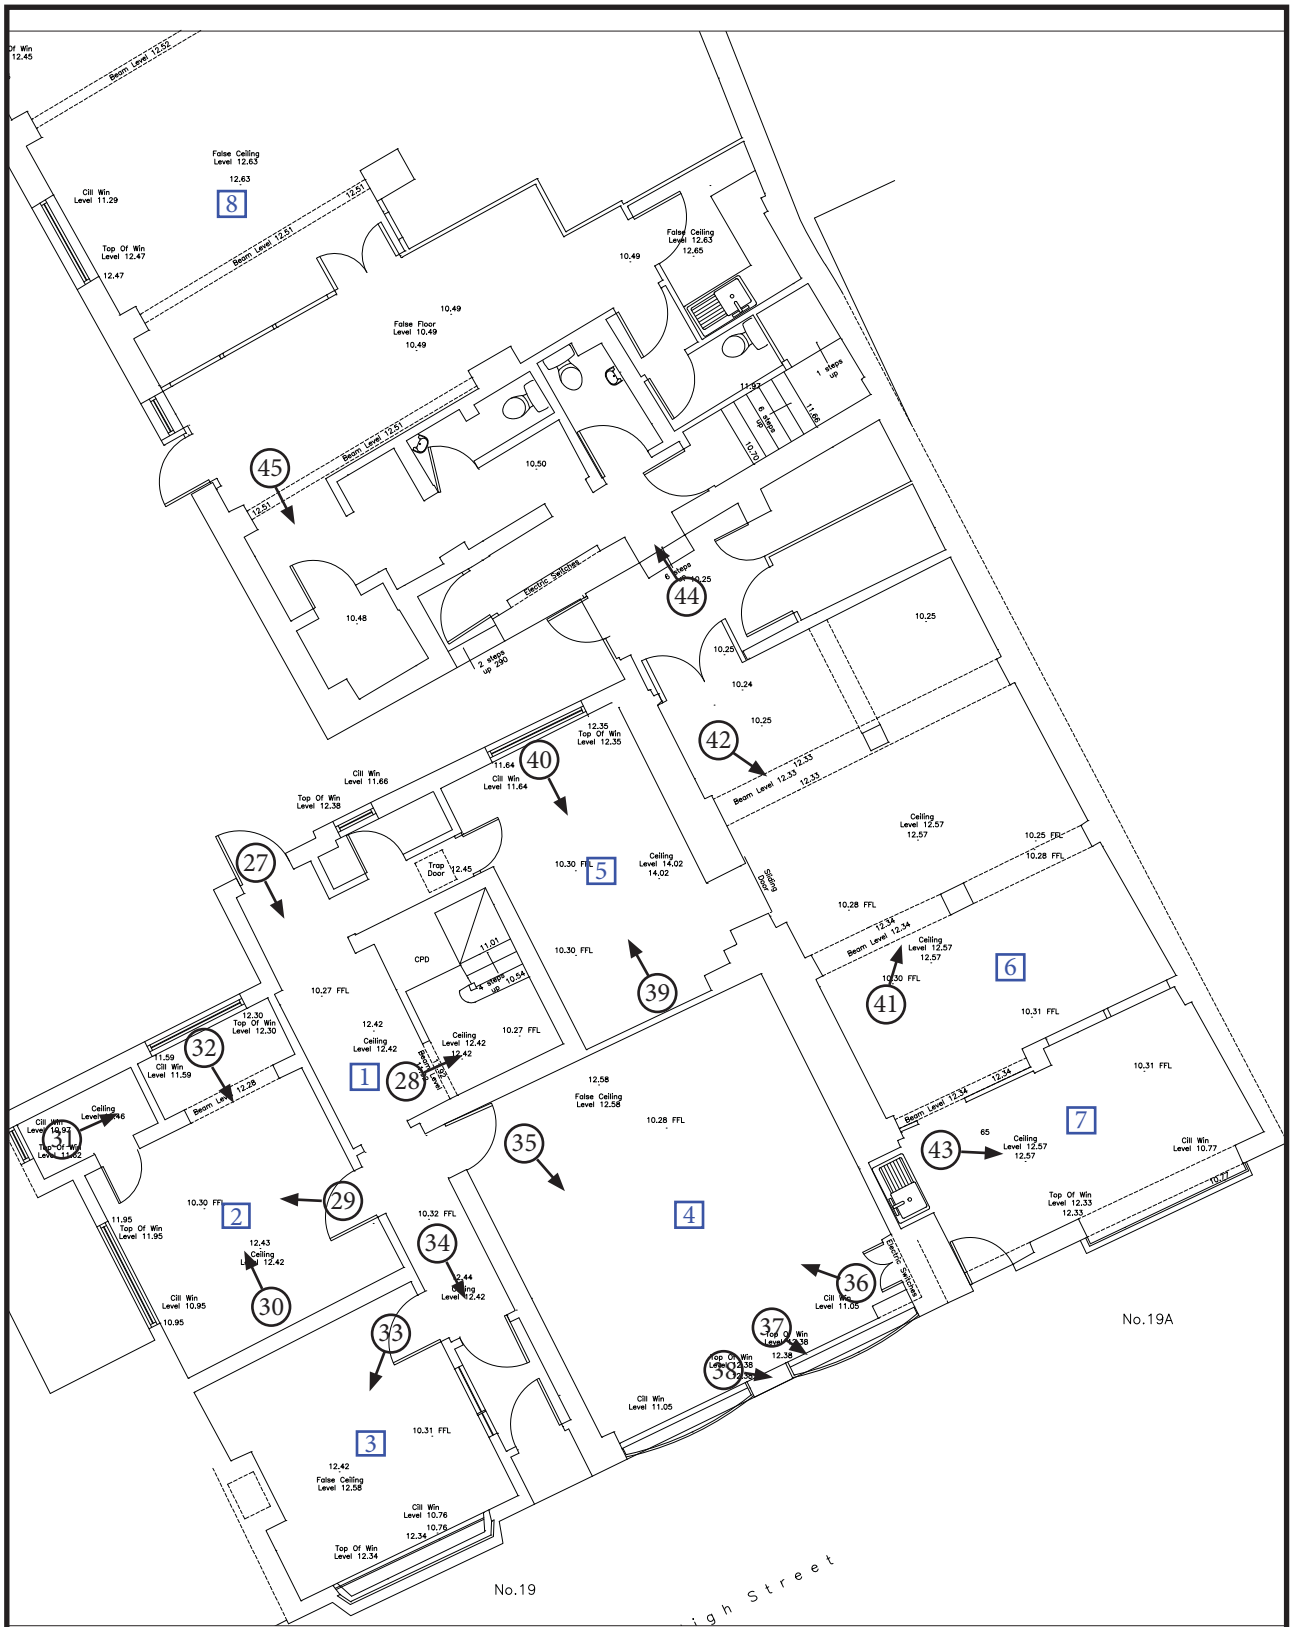 Of Win
12.45
Beam Level 12.52
False Ceiling
Level 12.63
12.63
8
Cill Win
Level 11.29
12.51
Top Of Win
Level 12.47
12.47
Beam Level 12.51
10.49
False Ceiling
Level 12.63
12.65
10.49
False Floor
Level 10.49
10.49
1 steps
up
11.97
6 steps
up
11.66
10.70
Beam Level 12.51
45
12.51
10.50
Electric Switches
6 steps
10.25
44
10.48
2 steps
up 290
10.25
10.25
10.24
10.25
12.35
Top Of Win
Level 12.35
42
12.33
Beam Level 12.33
12.33
40
11.64
Cill Win
Level 11.64
Cill Win
Level 11.66
Top Of Win
Level 12.38
Ceiling
Level 12.57
12.57
10.25 FFL
10.28 FFL
27
Trap
Door
12.45
10.30 FFL
5
Ceiling
Level 14.02
14.02
Sliding
Door
10.28 FFL
12.34
Beam Level 12.34
Ceiling
Level 12.57
12.57
6
CPD
11.01
4 steps
up
10.54
10.30 FFL
39
10.30 FFL
41
10.31 FFL
10.27 FFL
12.30
Top Of Win
Level 12.30
12.42
Ceiling
Level 12.42
10.27 FFL
Ceiling
Level 12.42
12.42
32
11.59
Cill Win
Level 11.59
1
28
Beam Level
11.92
Beam Level 12.28
12.58
False Ceiling
Level 12.58
10.28 FFL
12.34
Beam Level 12.34
10.31 FFL
7
Ceiling
Level 12.46
Cill Win
Level 10.97
31
Top Of Win
Level 11.62
35
43
65
Ceiling
Level 12.57
12.57
Cill Win
Level 10.77
10.77
Top Of Win
Level 12.33
12.33
10.30 FFL
2
29
11.95
Top Of Win
Level 11.95
12.43
Ceiling
Level 12.42
10.32 FFL
34
12.44
Ceiling
Level 12.42
4
Electric Switches
36
Cill Win
Level 11.05
Cill Win
Level 10.95
10.95
30
33
37
Top Of Win
Level 12.38
12.38
Top Of Win
Level 12.38
38
12.38
Cill Win
Level 11.05
No.19A
10.31 FFL
3
12.42
False Ceiling
Level 12.58
Cill Win
Level 10.76
10.76
12.34
Top Of Win
Level 12.34
No.19
igh Street